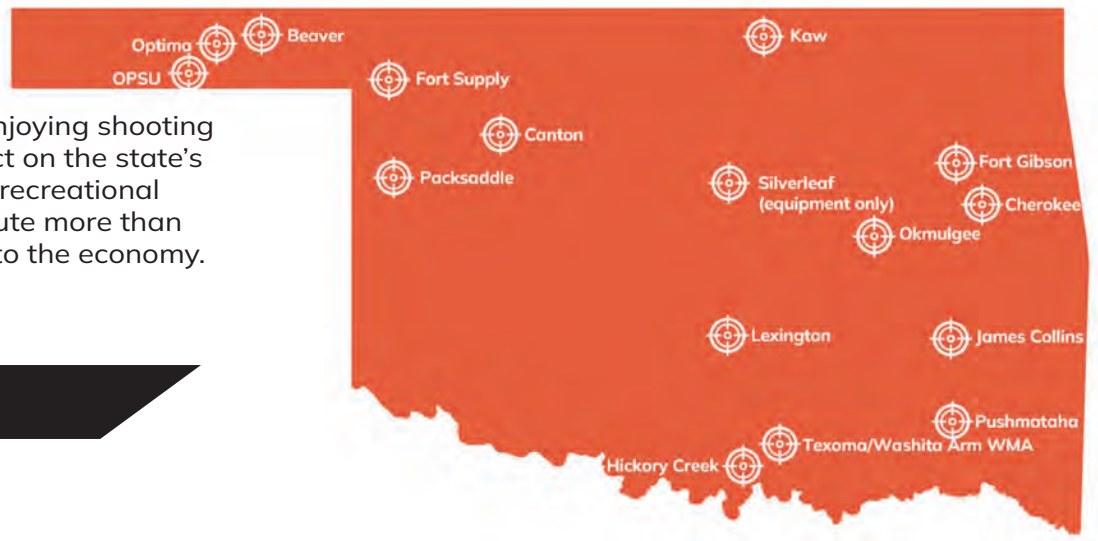 Optima
Beaver
OPSU
Kaw
Fort Supply
njoying shooting
ct on the state's
recreational
ute more than
to the economy.
Canton
Packsaddle
Silverleaf
(equipment only)
Fort Gibson
Cherokee
Okmulgee
Lexington
James Collins
Pushmataha
Texoma/Washita Arm WMA
Hickory Creek